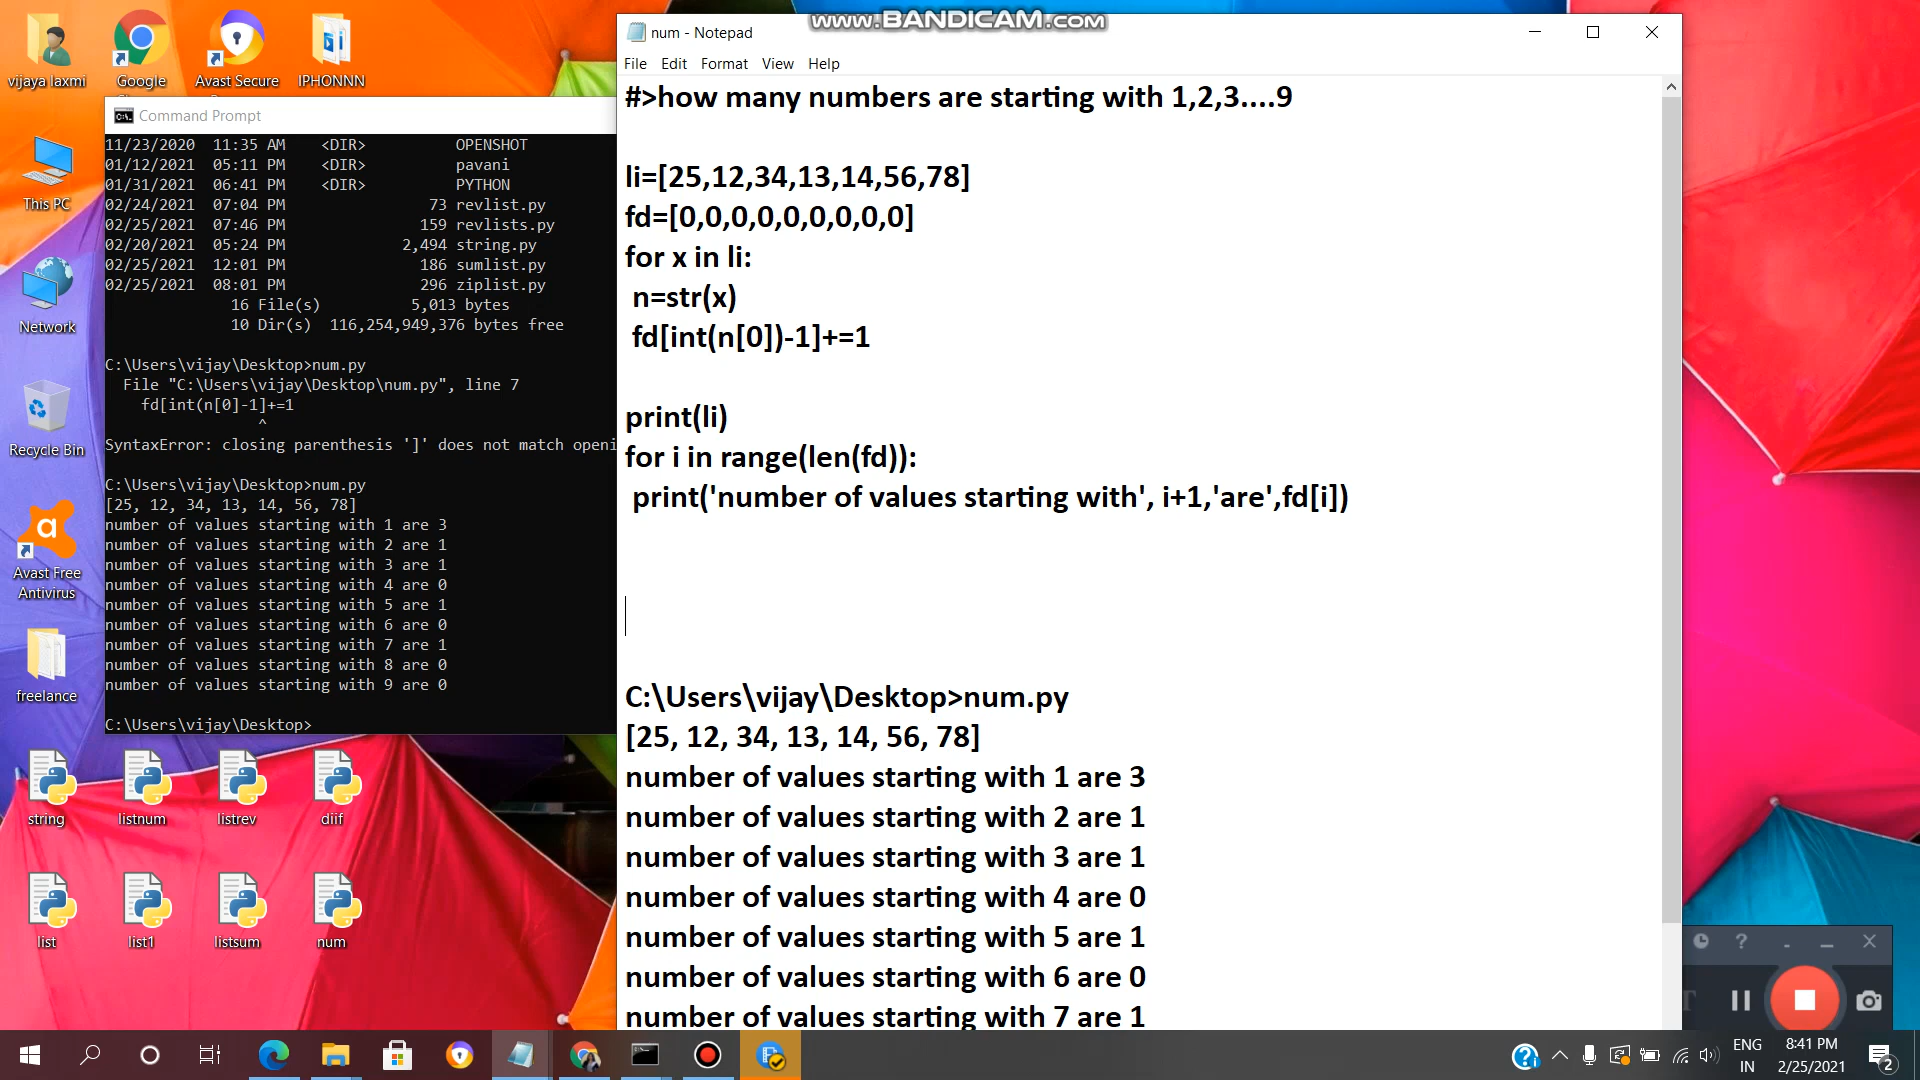 www.BANDICAM.com
vijaya laxmi
Google
Avast Secure
IPHONNN
This PC
Network
Recycle Bin
Avast Free
Antivirus
freelance
string
listnum
listrev
diif
list
list1
listsum
num
Command Prompt
11/23/2020 11:35 AM <DIR> OPENSHOT
01/12/2021 05:11 PM <DIR> pavani
01/31/2021 06:41 PM <DIR> PYTHON
02/24/2021 07:04 PM 73 revlist.py
02/25/2021 07:46 PM 159 revlists.py
02/20/2021 05:24 PM 2,494 string.py
02/25/2021 12:01 PM 186 sumlist.py
02/25/2021 08:01 PM 296 ziplist.py
16 File(s) 5,013 bytes
10 Dir(s) 116,254,949,376 bytes free
C:\Users\vijay\Desktop>num.py
File "C:\Users\vijay\Desktop\num.py", line 7
fd[int(n[0]-1]+=1
^
SyntaxError: closing parenthesis ']' does not match openi
C:\Users\vijay\Desktop>num.py
[25, 12, 34, 13, 14, 56, 78]
number of values starting with 1 are 3
number of values starting with 2 are 1
number of values starting with 3 are 1
number of values starting with 4 are 0
number of values starting with 5 are 1
number of values starting with 6 are 0
number of values starting with 7 are 1
number of values starting with 8 are 0
number of values starting with 9 are 0
C:\Users\vijay\Desktop>
num - Notepad
File Edit Format View Help
#>how many numbers are starting with 1,2,3....9
li=[25,12,34,13,14,56,78]
fd=[0,0,0,0,0,0,0,0,0]
for x in li:
n=str(x)
fd[int(n[0])-1]+=1
print(li)
for i in range(len(fd)):
print('number of values starting with', i+1,'are',fd[i])
C:\Users\vijay\Desktop>num.py
[25, 12, 34, 13, 14, 56, 78]
number of values starting with 1 are 3
number of values starting with 2 are 1
number of values starting with 3 are 1
number of values starting with 4 are 0
number of values starting with 5 are 1
number of values starting with 6 are 0
number of values starting with 7 are 1
ENG
IN
8:41 PM
2/25/2021
2